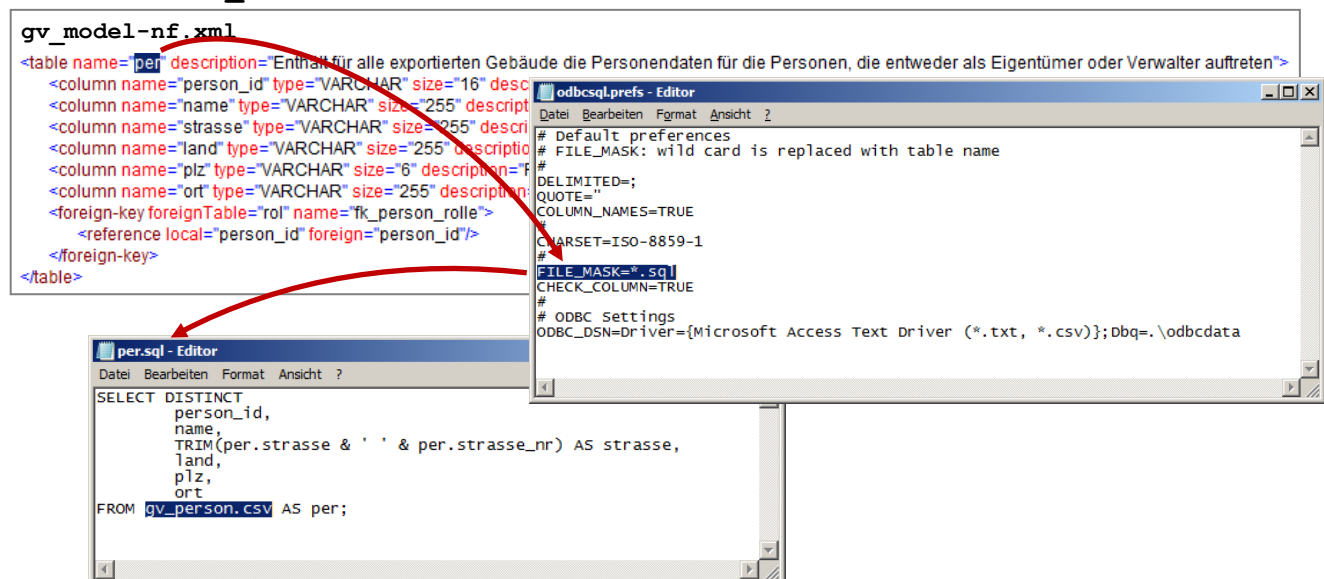 gv_model-nf.xml
<table name="per" description="Enthält für alle exportierten Gebäude die Personendaten für die Personen, die entweder als Eigentümer oder Verwalter auftreten">
<column name="person_id" type="VARCHAR" size="16" desc
<column name="name" type="VARCHAR" size="255" descript
<column name="strasse" type="VARCHAR" size="255" descri
<column name="land" type="VARCHAR" size="255" descriptio
<column name="plz" type="VARCHAR" size="6" description="F
<column name="ort" type="VARCHAR" size="255" description=
<foreign-key foreignTable="rol" name="fk_person_rolle">
<reference local="person_id" foreign="person_id"/>
</foreign-key>
</table>
odbcsql.prefs - Editor
Datei Bearbeiten Format Ansicht ?
# Default preferences
# FILE_MASK: wild card is replaced with table name
#
DELIMITED=;
QUOTE="
COLUMN_NAMES=TRUE
#
CHARSET=ISO-8859-1
#
FILE_MASK=*.sql
CHECK_COLUMN=TRUE
#
# ODBC Settings
ODBC_DSN=Driver={Microsoft Access Text Driver (*.txt, *.csv)};Dbq=.\odbcdata
per.sql - Editor
Datei Bearbeiten Format Ansicht ?
SELECT DISTINCT
person_id,
name,
TRIM(per.strasse & ' ' & per.strasse_nr) AS strasse,
land,
plz,
ort
FROM gv_person.csv AS per;